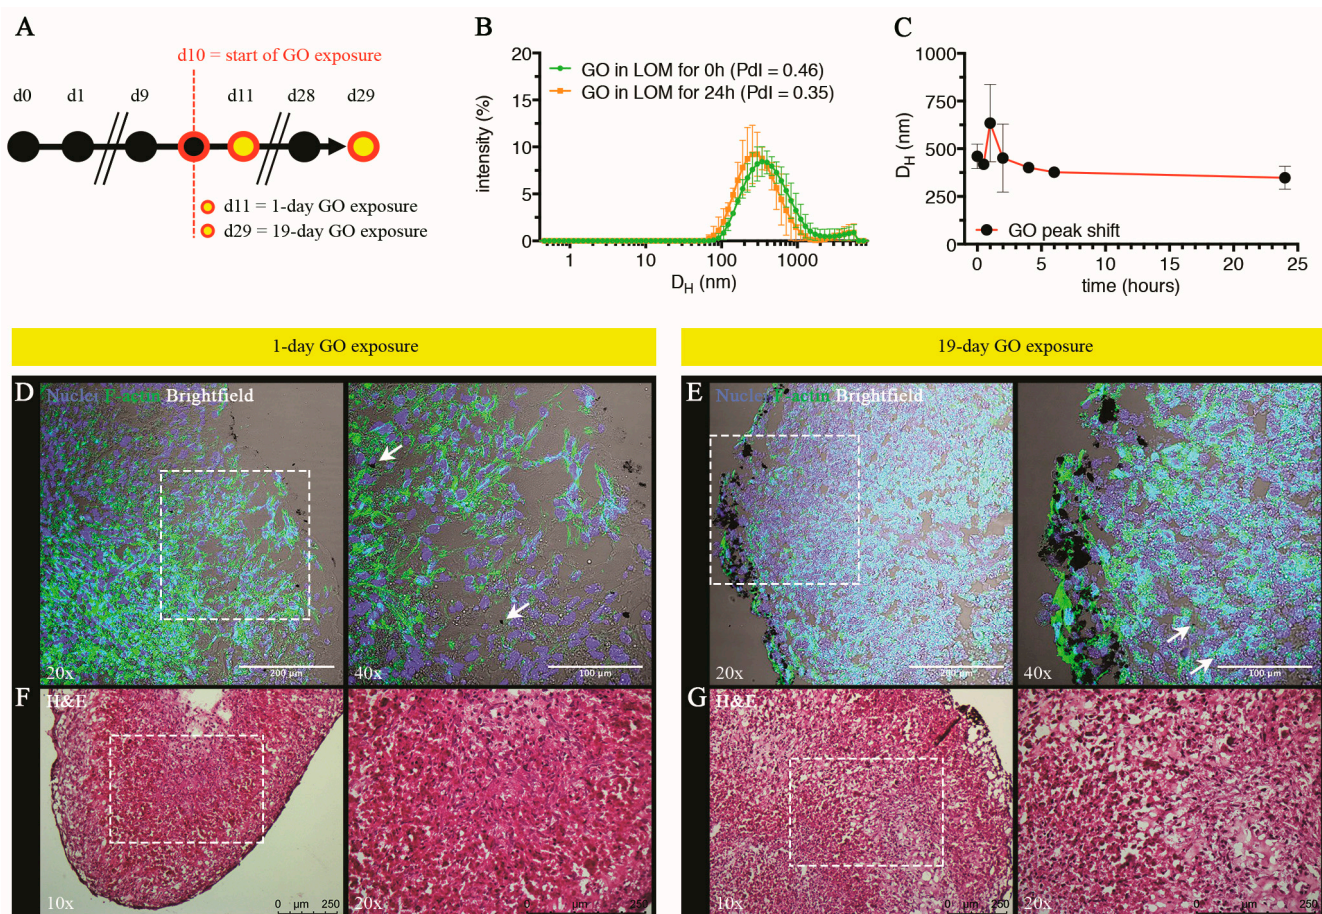 A
d10 = start of GO exposure
d0 d1 d9 d11 d28 d29
d11 = 1-day GO exposure
d29 = 19-day GO exposure
B
20
15
10
5
0
intensity (%)
GO in LOM for 0h (PdI = 0.46)
GO in LOM for 24h (PdI = 0.35)
1 10 100 1000
DH (nm)
C
1000
750
500
250
0
DH (nm)
GO peak shift
0 5 10 15 20 25
time (hours)
1-day GO exposure
19-day GO exposure
D
Nuclei F-actin Brightfield
20x
200 µm
40x
100 µm
E
Nuclei F-actin Brightfield
20x
200 µm
40x
100 µm
F
H&E
10x
0 µm 250
20x
0 µm 250
G
H&E
10x
0 µm 250
20x
0 µm 250